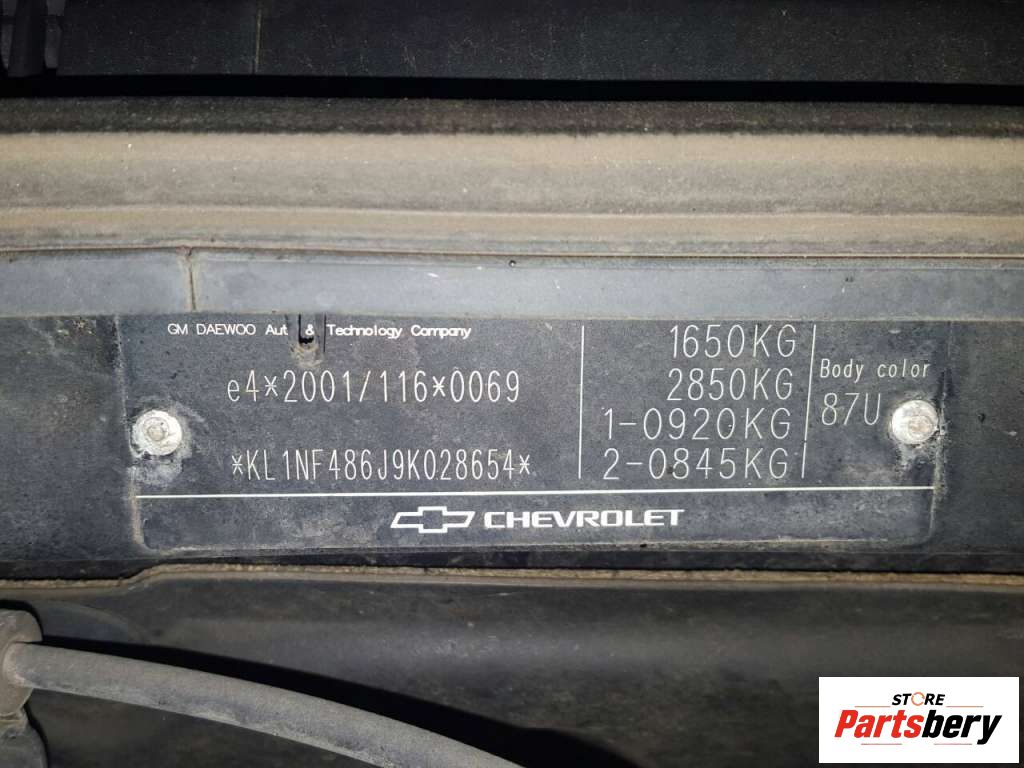 GM DAEWOO Aut & Technology Company
e4*2001/116*0069
*KL1NF486J9K028654*
1650KG
2850KG
1-0920KG
2-0845KG
Body color
87U
CHEVROLET
STORE
Partsbery